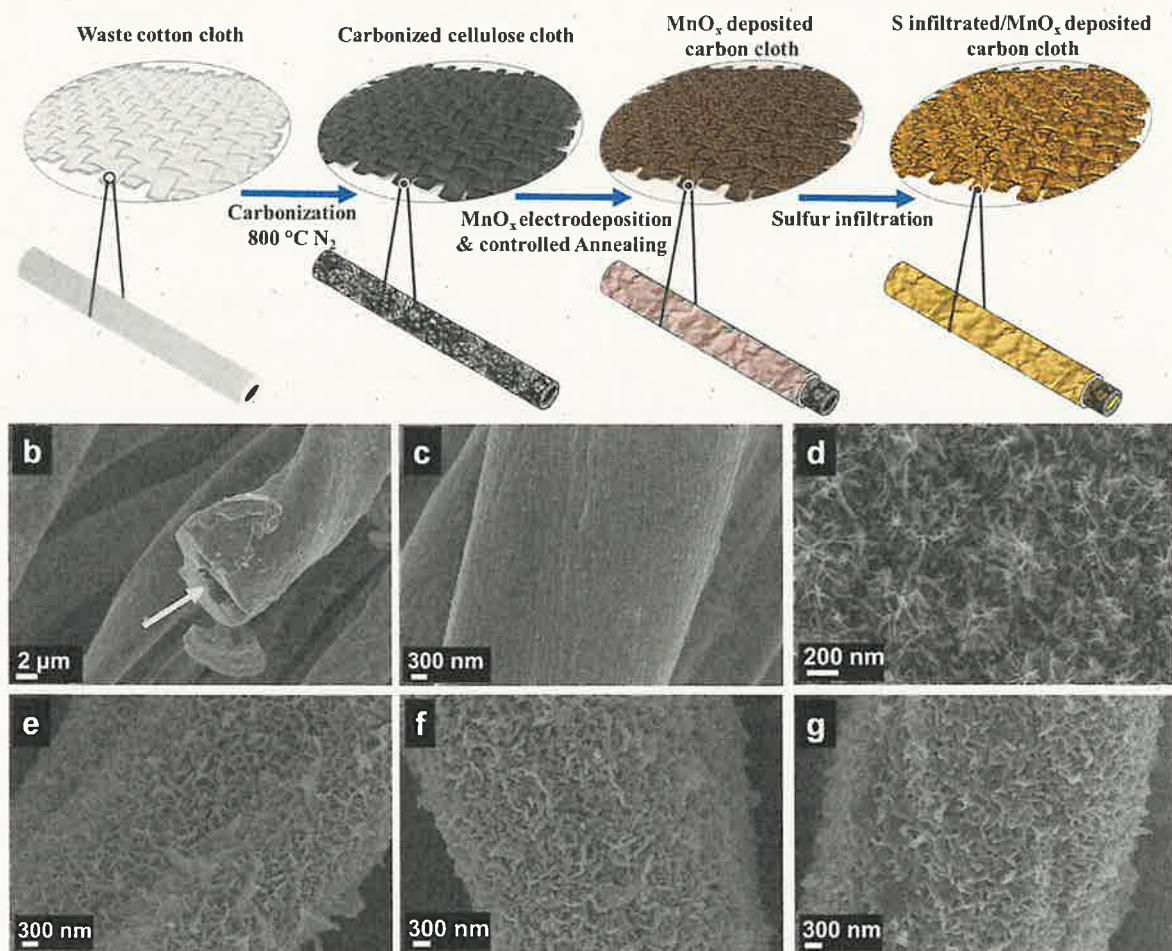 Waste cotton cloth
Carbonized cellulose cloth
MnOₓ deposited
carbon cloth
S infiltrated/MnOₓ deposited
carbon cloth
Carbonization
800 °C N₂
MnOₓ electrodeposition
& controlled Annealing
Sulfur infiltration
b
2 µm
c
300 nm
d
200 nm
e
300 nm
f
300 nm
g
300 nm